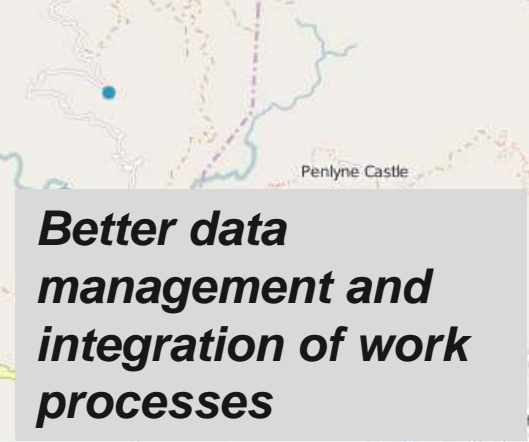 Penlyne Castle
Better data
management and
integration of work
processes